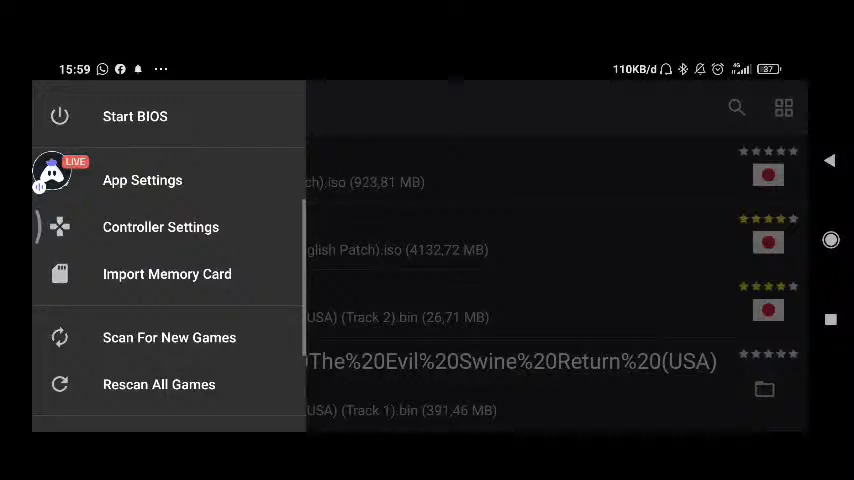 15:59
110KB/d
4G
37
Start BIOS
LIVE
App Settings
Controller Settings
Import Memory Card
Scan For New Games
Rescan All Games
ch).iso (923,81 MB)
glish Patch).iso (4132,72 MB)
USA) (Track 2).bin (26,71 MB)
The%20Evil%20Swine%20Return%20(USA)
USA) (Track 1).bin (391,46 MB)